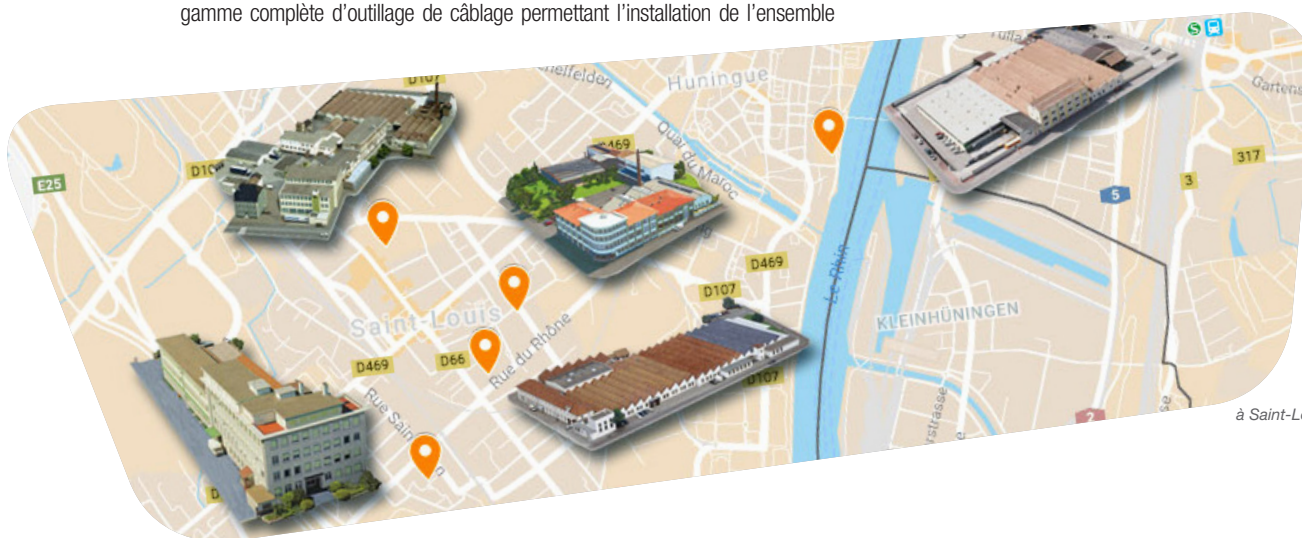 gamme complète d’outillage de câblage permettant l’installation de l’ensemble
D107
Huningue
E25
D469
Quai du Maroc
317
3
5
D469
Le Rhin
D107
KLEINHÜNINGEN
Saint-Louis
D469
D66
Rue du Rhône
D107
2
à Saint-L